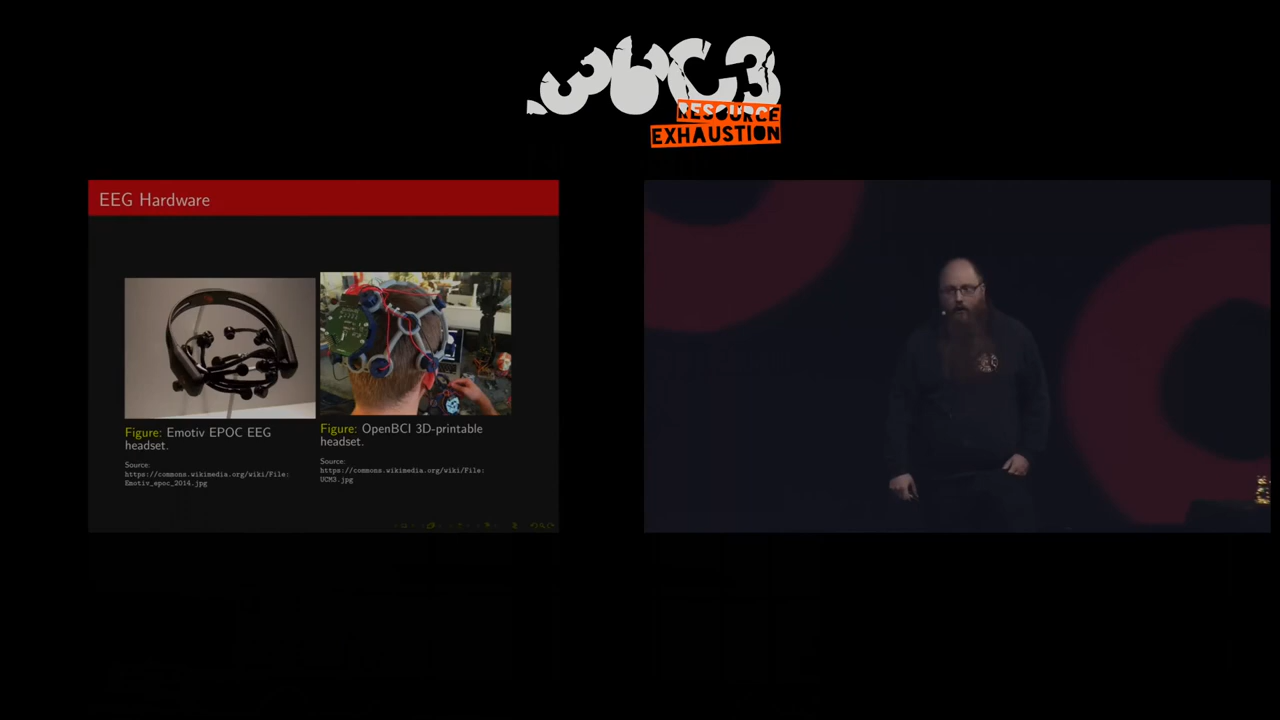 36C3
RESOURCE
EXHAUSTION
EEG Hardware
Figure: Emotiv EPOC EEG
headset.
Source:
https://commons.wikimedia.org/wiki/File:
Emotiv_epoc_2014.jpg
Figure: OpenBCI 3D-printable
headset.
Source:
https://commons.wikimedia.org/wiki/File:
UCM3.jpg